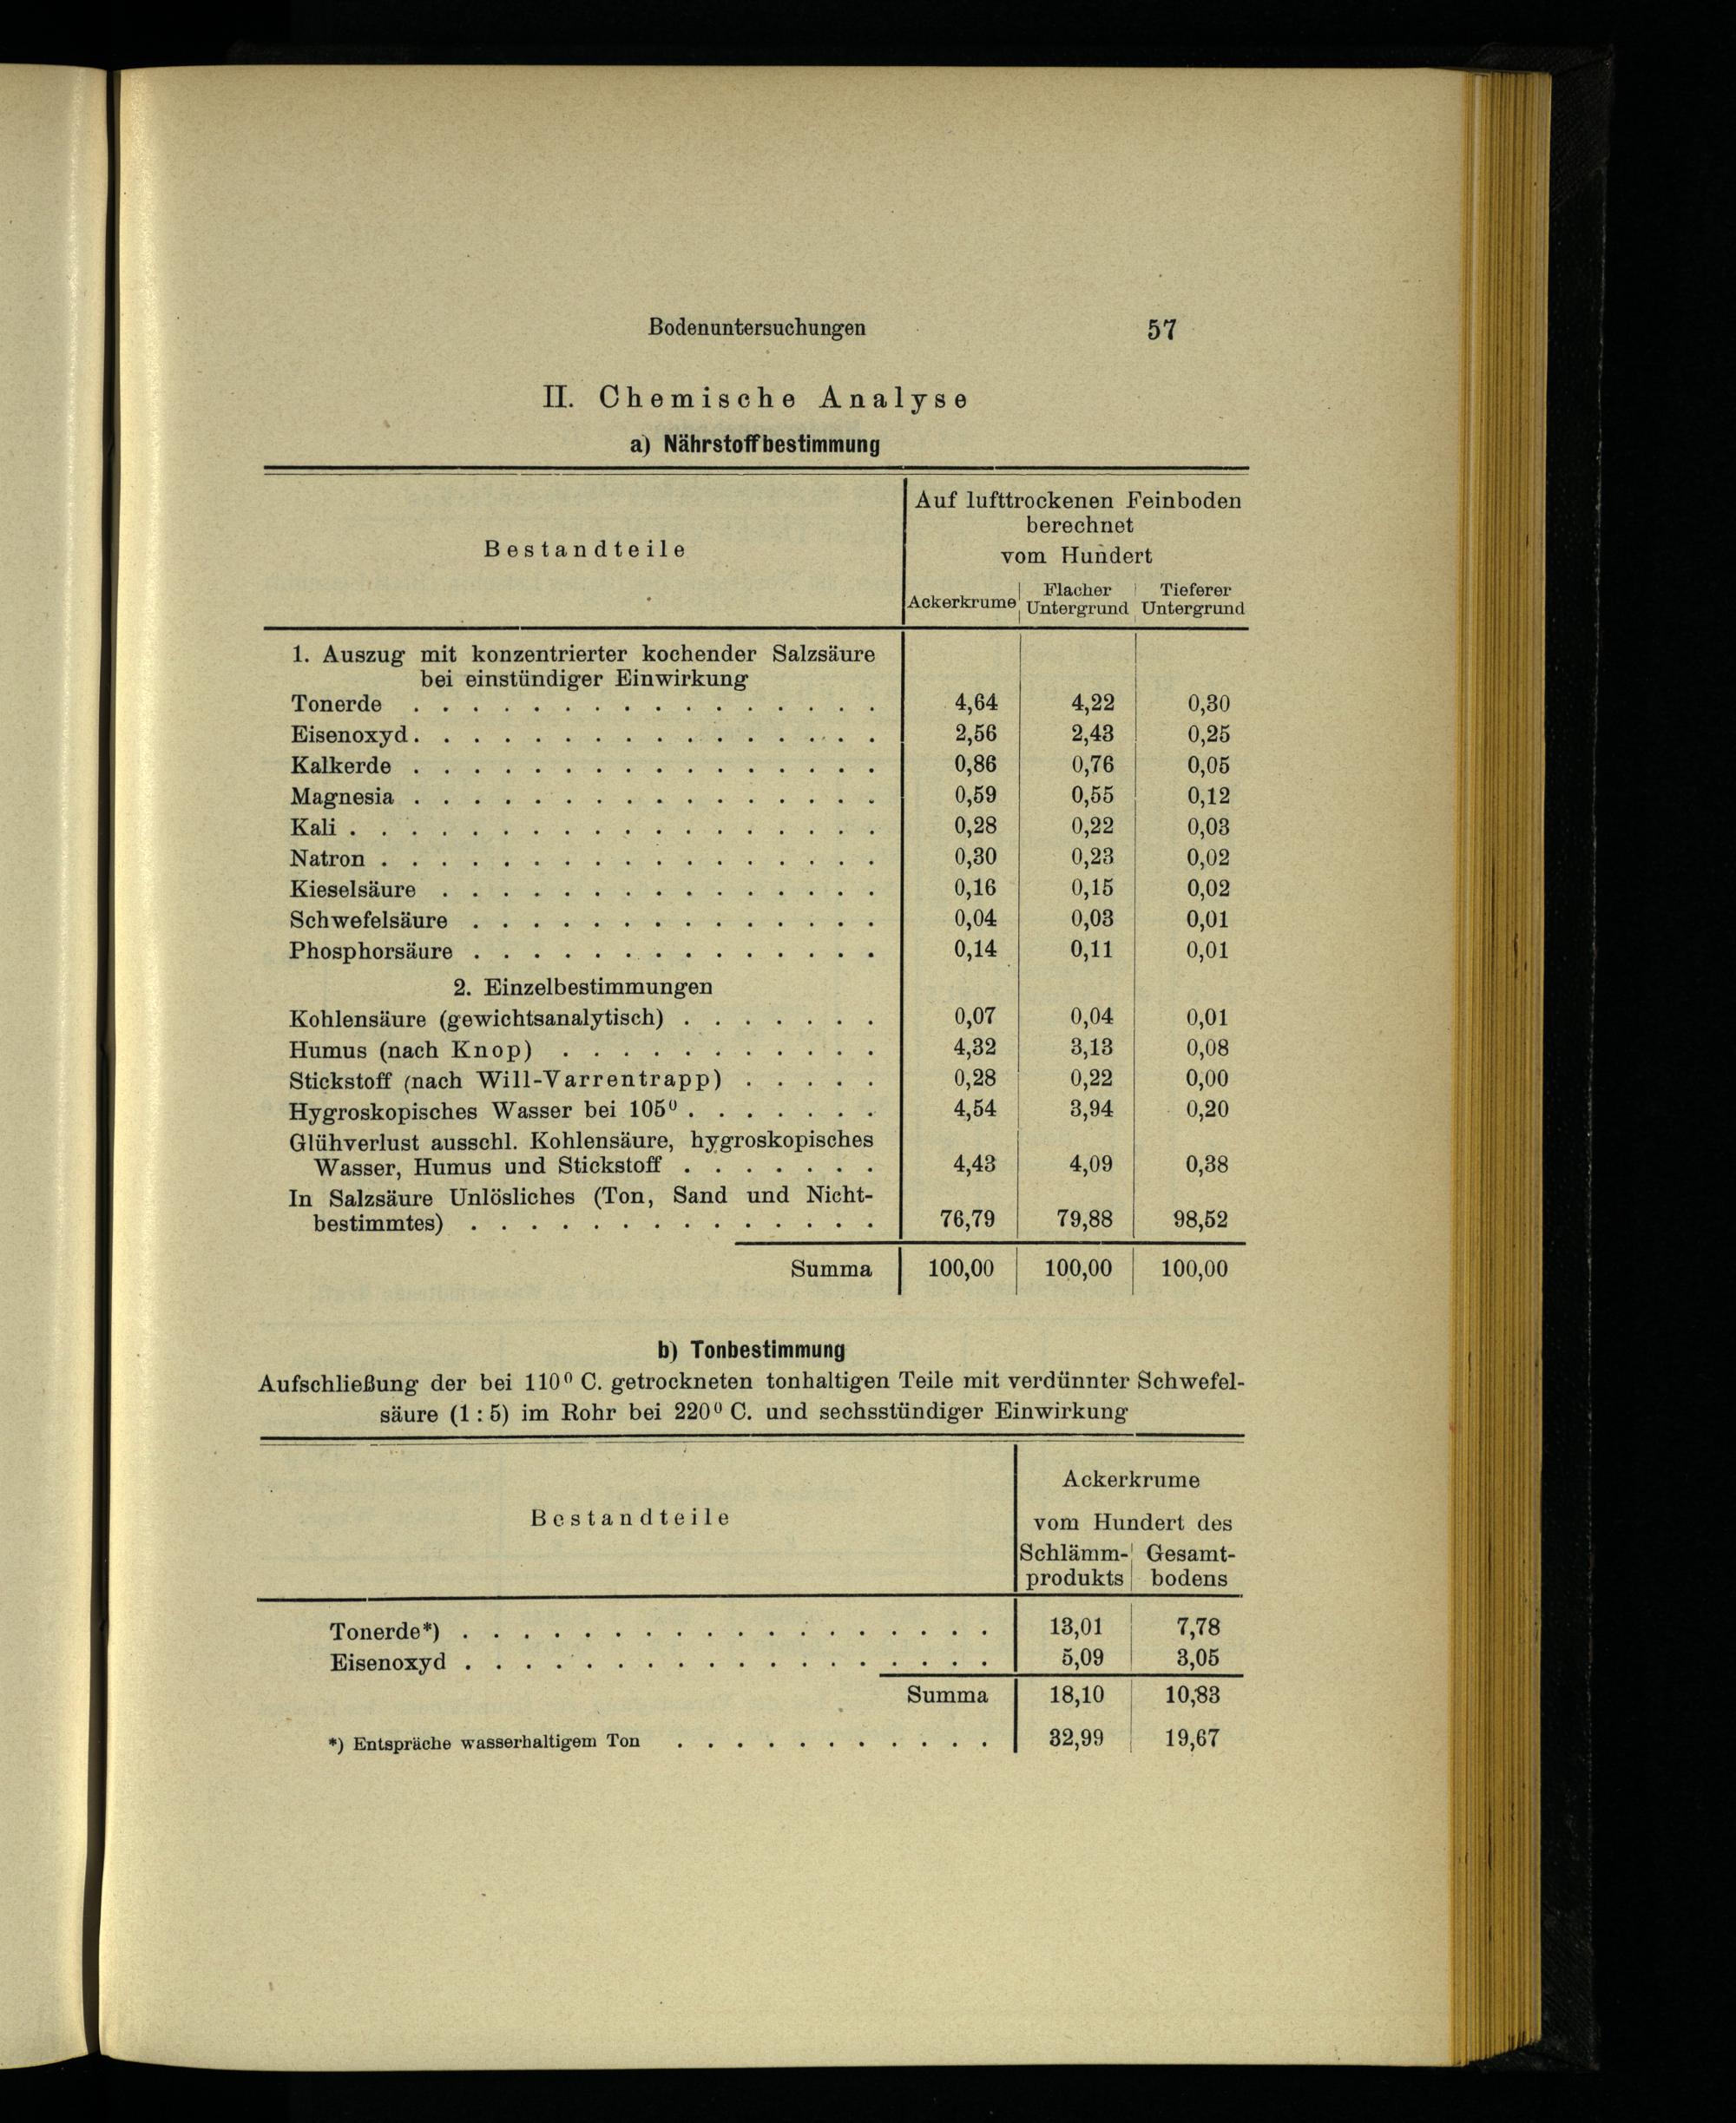 Bodenuntersuchungen 57
II. Chemische Analyse
a) Nährstoffbestimmung
Bestandteile
Auf lufttrockenen Feinboden
berechnet
vom Hundert
Ackerkrume Flacher Untergrund Tieferer Untergrund
1. Auszug mit konzentrierter kochender Salzsäure
bei einstündiger Einwirkung
Tonerde . . . . . . . . . . . . . . . . 4,64 4,22 0,30
Eisenoxyd . . . . . . . . . . . . . . . . 2,56 2,43 0,25
Kalkerde . . . . . . . . . . . . . . . . 0,86 0,76 0,05
Magnesia . . . . . . . . . . . . . . . . 0,59 0,55 0,12
Kali . . . . . . . . . . . . . . . . . . 0,28 0,22 0,03
Natron . . . . . . . . . . . . . . . . . 0,30 0,23 0,02
Kieselsäure . . . . . . . . . . . . . . . 0,16 0,15 0,02
Schwefelsäure . . . . . . . . . . . . . . 0,04 0,03 0,01
Phosphorsäure . . . . . . . . . . . . . . 0,14 0,11 0,01
2. Einzelbestimmungen
Kohlensäure (gewichtsanalytisch) . . . . . . . 0,07 0,04 0,01
Humus (nach Knop) . . . . . . . . . . . 4,32 3,13 0,08
Stickstoff (nach Will-Varrentrapp) . . . . . 0,28 0,22 0,00
Hygroskopisches Wasser bei 105⁰ . . . . . . . 4,54 3,94 0,20
Glühverlust ausschl. Kohlensäure, hygroskopisches
Wasser, Humus und Stickstoff . . . . . . . 4,43 4,09 0,38
In Salzsäure Unlösliches (Ton, Sand und Nicht-
bestimmtes) . . . . . . . . . . . . . . 76,79 79,88 98,52
Summa 100,00 100,00 100,00
b) Tonbestimmung
Aufschließung der bei 110⁰ C. getrockneten tonhaltigen Teile mit verdünnter Schwefel-
säure (1 : 5) im Rohr bei 220⁰ C. und sechsstündiger Einwirkung
Bestandteile
Ackerkrume
vom Hundert des
Schlämm- Gesamt-
produkts bodens
Tonerde*) . . . . . . . . . . . . . . . . . . 13,01 7,78
Eisenoxyd . . . . . . . . . . . . . . . . . . 5,09 3,05
Summa 18,10 10,83
*) Entspräche wasserhaltigem Ton . . . . . . . . . . . 32,99 19,67